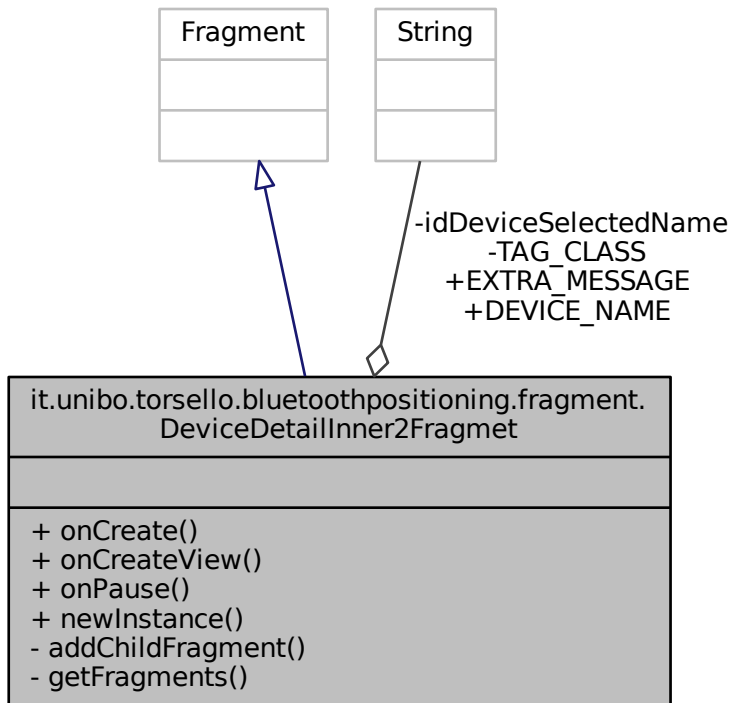 Fragment
String
-idDeviceSelectedName
-TAG_CLASS
+EXTRA_MESSAGE
+DEVICE_NAME
it.unibo.torsello.bluetoothpositioning.fragment.
DeviceDetailInner2Fragmet
+ onCreate()
+ onCreateView()
+ onPause()
+ newInstance()
- addChildFragment()
- getFragments()